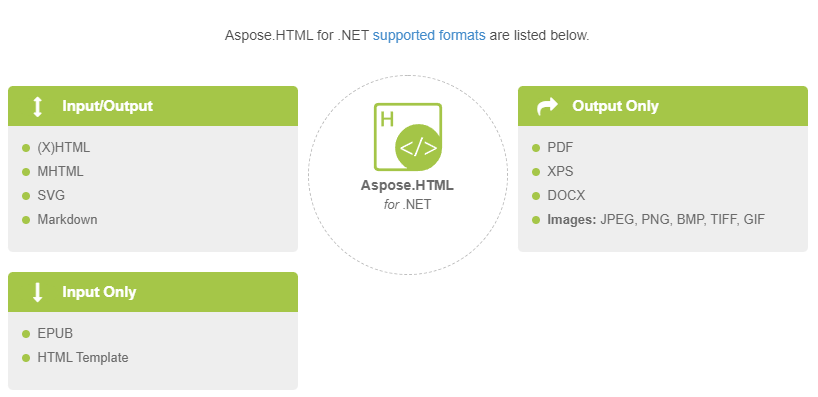 Aspose.HTML for .NET supported formats are listed below.
Input/Output
(X)HTML
MHTML
SVG
Markdown
Input Only
EPUB
HTML Template
H
</>
Aspose.HTML
for .NET
Output Only
PDF
XPS
DOCX
Images: JPEG, PNG, BMP, TIFF, GIF